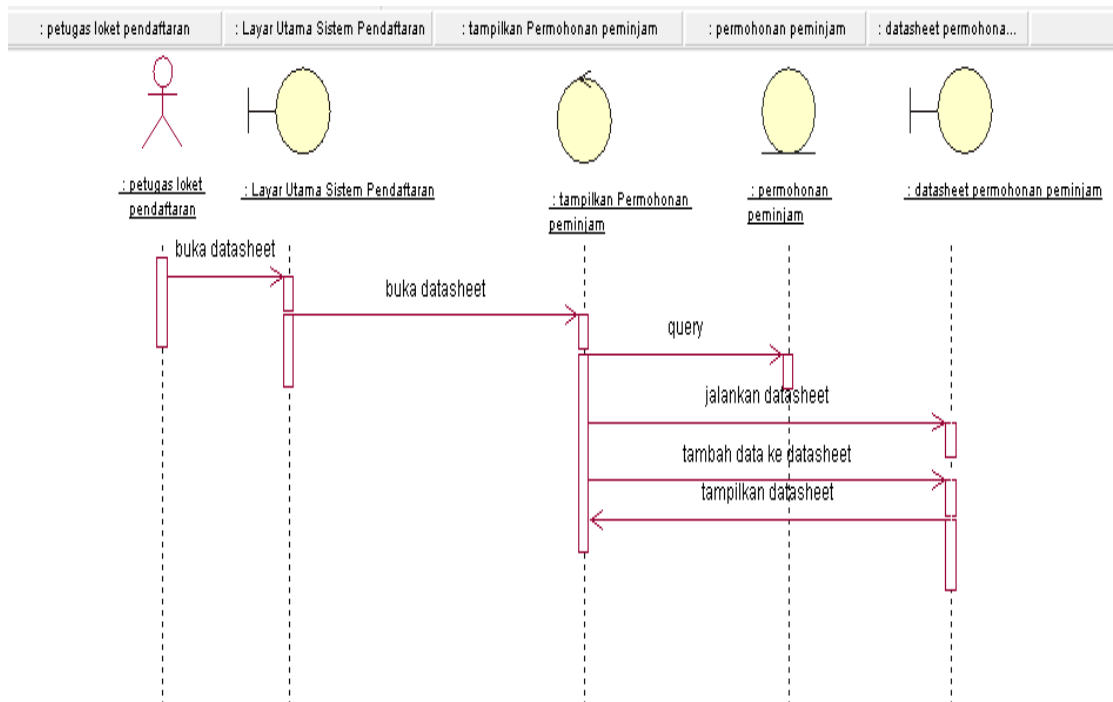 : petugas loket pendaftaran
: Layar Utama Sistem Pendaftaran
: tampilkan Permohonan peminjam
: permohonan peminjam
: datasheet permohona...
: petugas loket
pendaftaran
: Layar Utama Sistem Pendaftaran
: tampilkan Permohonan
peminjam
: permohonan
peminjam
: datasheet permohonan peminjam
buka datasheet
buka datasheet
query
jalankan datasheet
tambah data ke datasheet
tampilkan datasheet